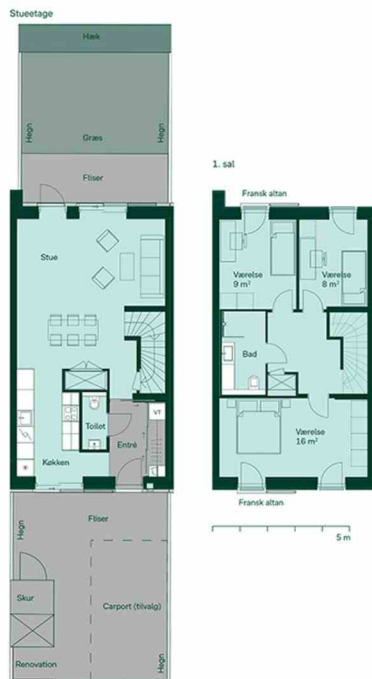 Stueetage
Hæk
Hegn
Hegn
Græs
Fliser
Stue
VT
Toilet
Entré
Køkken
Fliser
Hegn
Skur
Carport (tilvalg)
Renovation
Hegn
1. sal
Fransk altan
Værelse
9 m²
Værelse
8 m²
Bad
Værelse
16 m²
Fransk altan
5 m